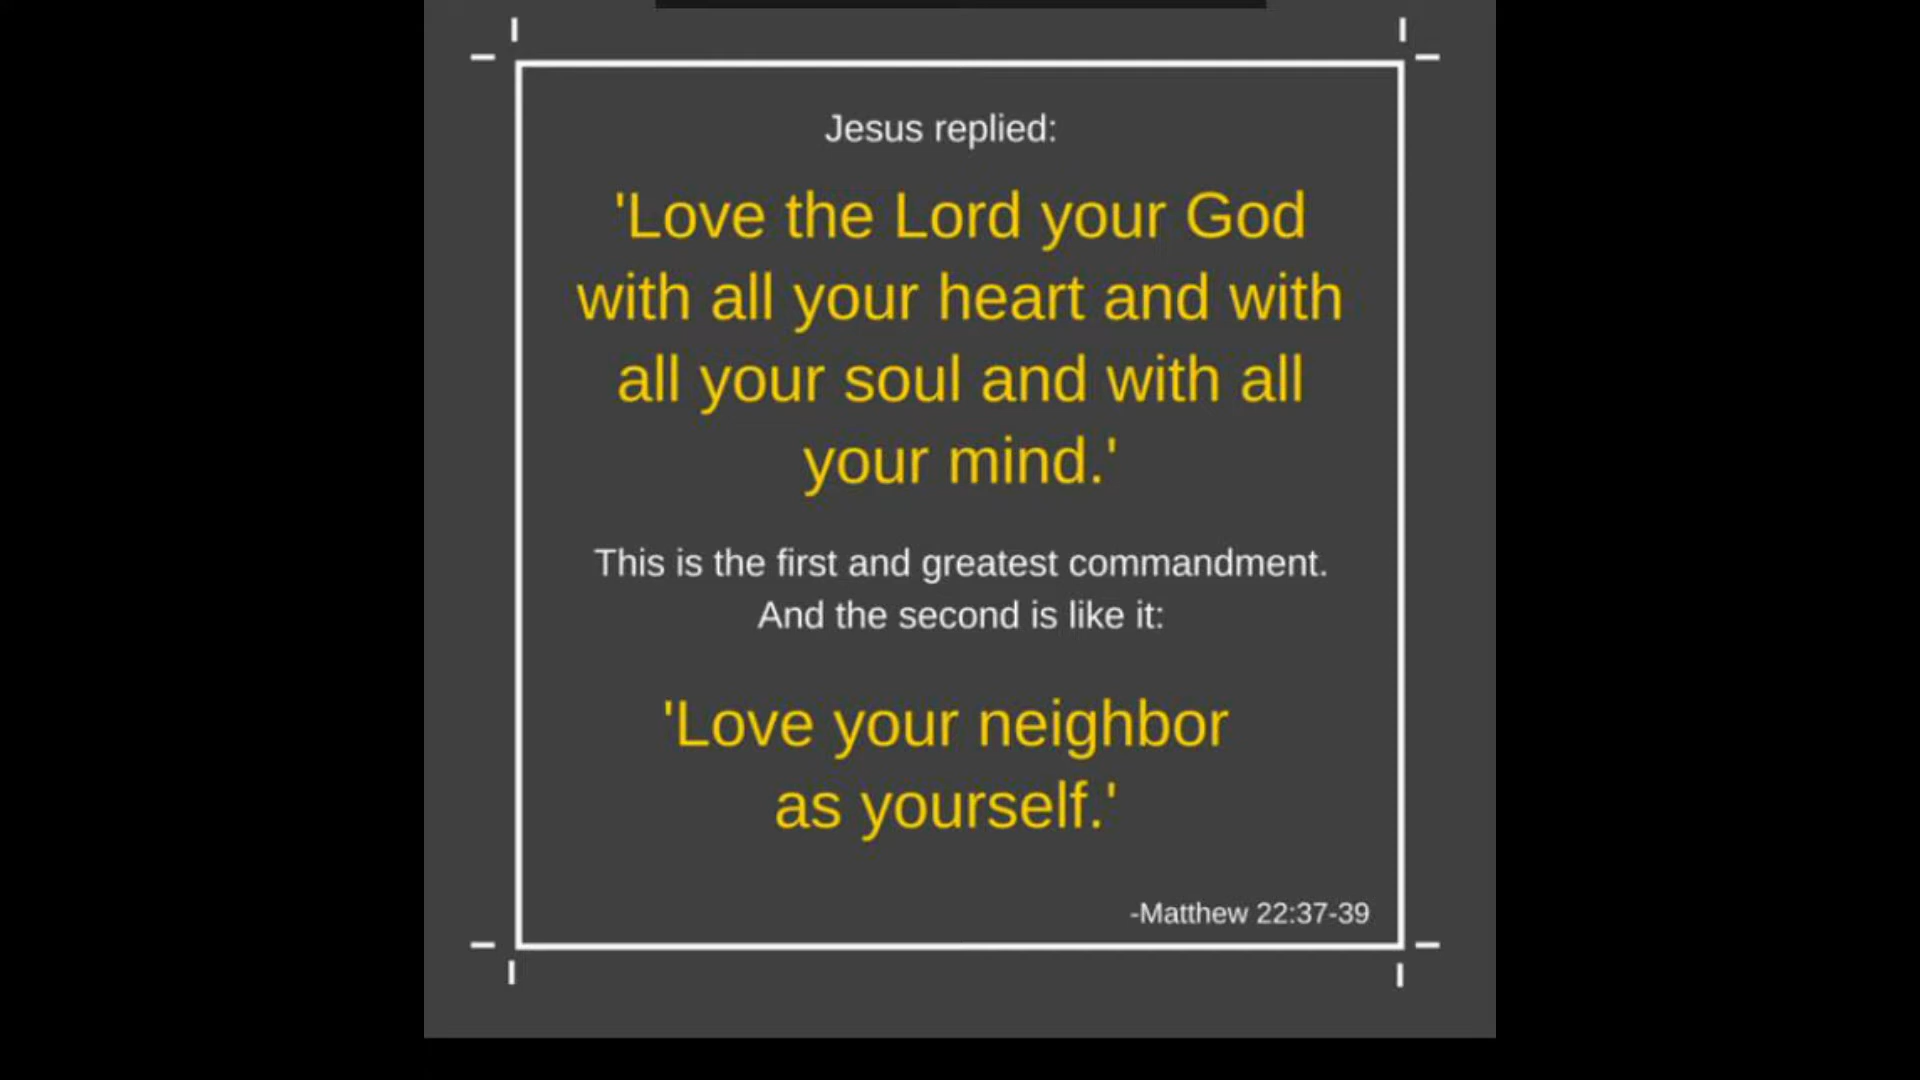 Jesus replied:
'Love the Lord your God
with all your heart and with
all your soul and with all
your mind.'
This is the first and greatest commandment.
And the second is like it:
'Love your neighbor
as yourself.'
-Matthew 22:37-39